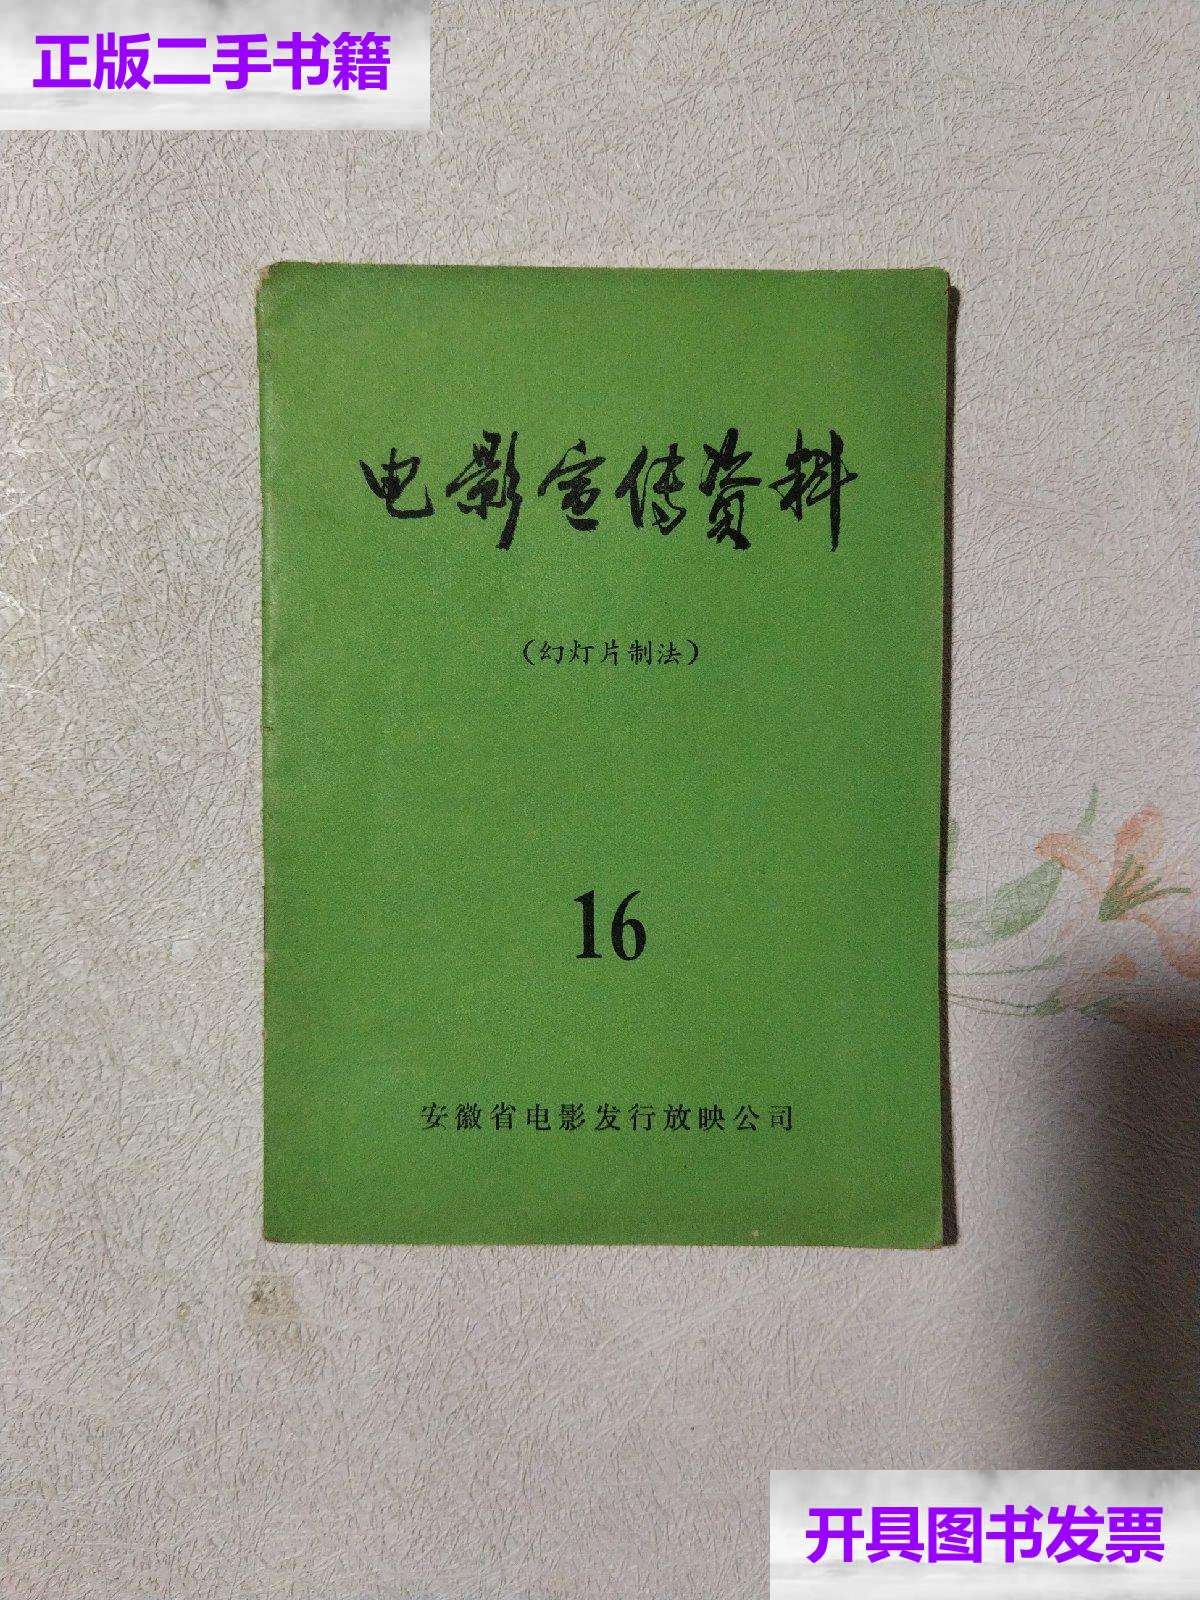 正版二手书籍
电影宣传资料
（幻灯片制法）
16
安徽省电影发行放映公司
开具图书发票